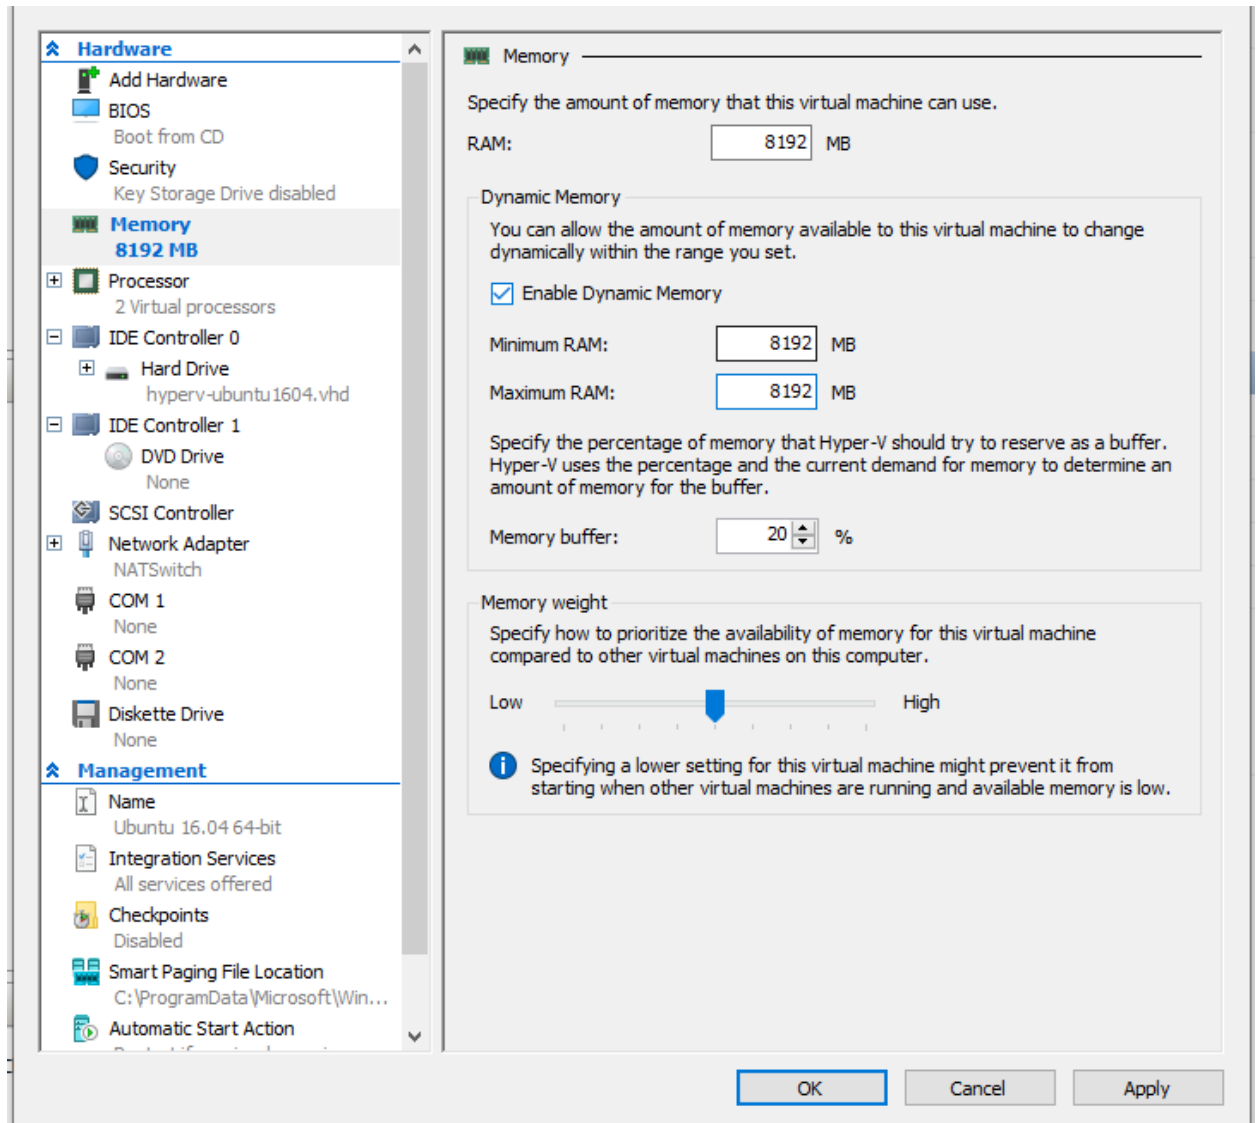 Hardware
Add Hardware
BIOS
Boot from CD
Security
Key Storage Drive disabled
Memory
8192 MB
Processor
2 Virtual processors
IDE Controller 0
Hard Drive
hyperv-ubuntu1604.vhd
IDE Controller 1
DVD Drive
None
SCSI Controller
Network Adapter
NATSwitch
COM 1
None
COM 2
None
Diskette Drive
None
Management
Name
Ubuntu 16.04 64-bit
Integration Services
All services offered
Checkpoints
Disabled
Smart Paging File Location
C:\ProgramData\Microsoft\Win...
Automatic Start Action
Memory
Specify the amount of memory that this virtual machine can use.
RAM: 8192 MB
Dynamic Memory
You can allow the amount of memory available to this virtual machine to change
dynamically within the range you set.
Enable Dynamic Memory
Minimum RAM: 8192 MB
Maximum RAM: 8192 MB
Specify the percentage of memory that Hyper-V should try to reserve as a buffer.
Hyper-V uses the percentage and the current demand for memory to determine an
amount of memory for the buffer.
Memory buffer: 20 %
Memory weight
Specify how to prioritize the availability of memory for this virtual machine
compared to other virtual machines on this computer.
Low High
Specifying a lower setting for this virtual machine might prevent it from
starting when other virtual machines are running and available memory is low.
OK Cancel Apply